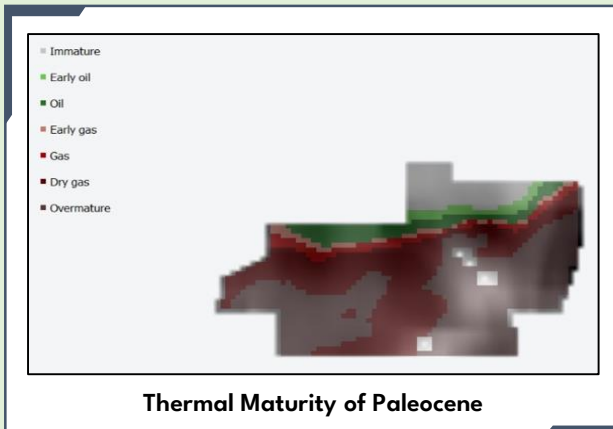 Immature
Early oil
Oil
Early gas
Gas
Dry gas
Overmature
Thermal Maturity of Paleocene